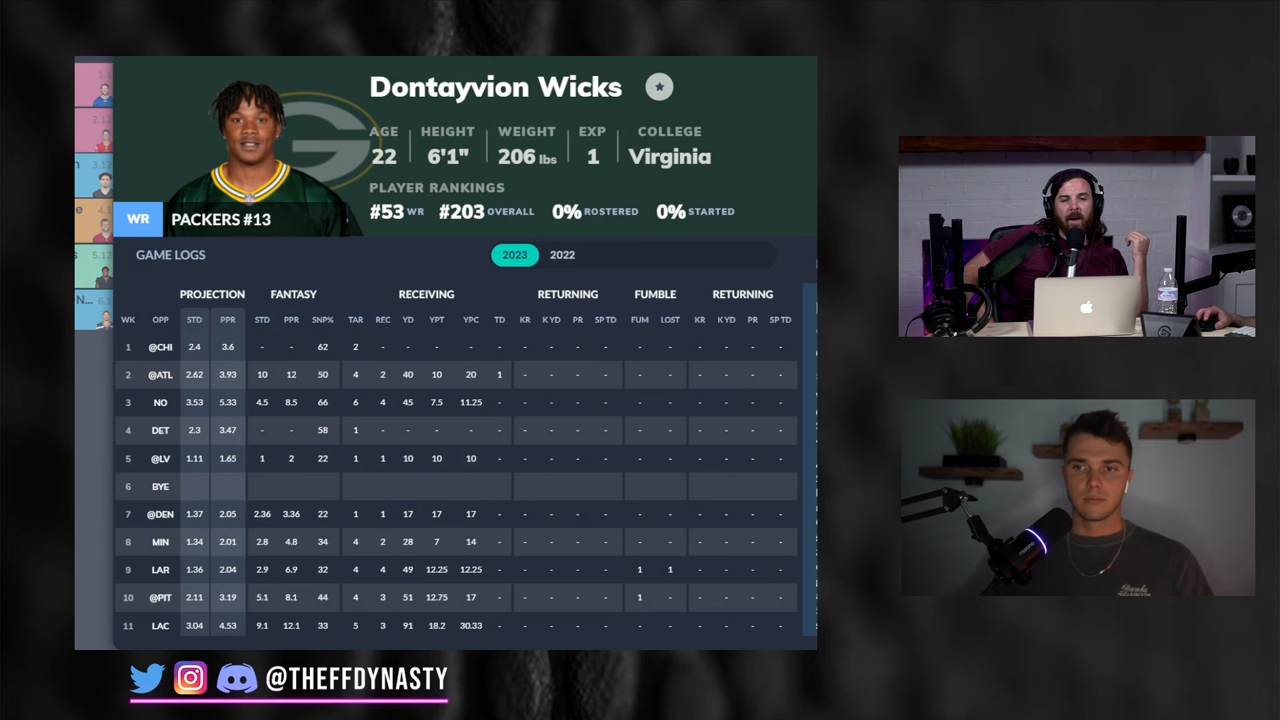 Dontayvion Wicks
AGE HEIGHT WEIGHT EXP COLLEGE
22 6'1" 206 lbs 1 Virginia
PLAYER RANKINGS
#53 WR #203 OVERALL 0% ROSTERED 0% STARTED
WR PACKERS #13
GAME LOGS 2023 2022
PROJECTION FANTASY RECEIVING RETURNING FUMBLE RETURNING
WK OPP STD PPR STD PPR SNP% TAR REC YD YPT YPC TD KR K YD PR SP TD FUM LOST KR K YD PR SP TD
1 @CHI 2.4 3.6 - - 62 2 - - - - - - - - - - - - - - -
2 @ATL 2.62 3.93 10 12 50 4 2 40 10 20 1 - - - - - - - - - -
3 NO 3.53 5.33 4.5 8.5 66 6 4 45 7.5 11.25 - - - - - - - - - - -
4 DET 2.3 3.47 - - 58 1 - - - - - - - - - - - - - - -
5 @LV 1.11 1.65 1 2 22 1 1 10 10 10 - - - - - - - - - - -
6 BYE
7 @DEN 1.37 2.05 2.36 3.36 22 1 1 17 17 17 - - - - - - - - - - -
8 MIN 1.34 2.01 2.8 4.8 34 4 2 28 7 14 - - - - - - - - - - -
9 LAR 1.36 2.04 2.9 6.9 32 4 4 49 12.25 12.25 - - - - - 1 1 - - - -
10 @PIT 2.11 3.19 5.1 8.1 44 4 3 51 12.75 17 - - - - - 1 - - - - -
11 LAC 3.04 4.53 9.1 12.1 33 5 3 91 18.2 30.33 - - - - - - - - - - -
@THEFFDYNASTY